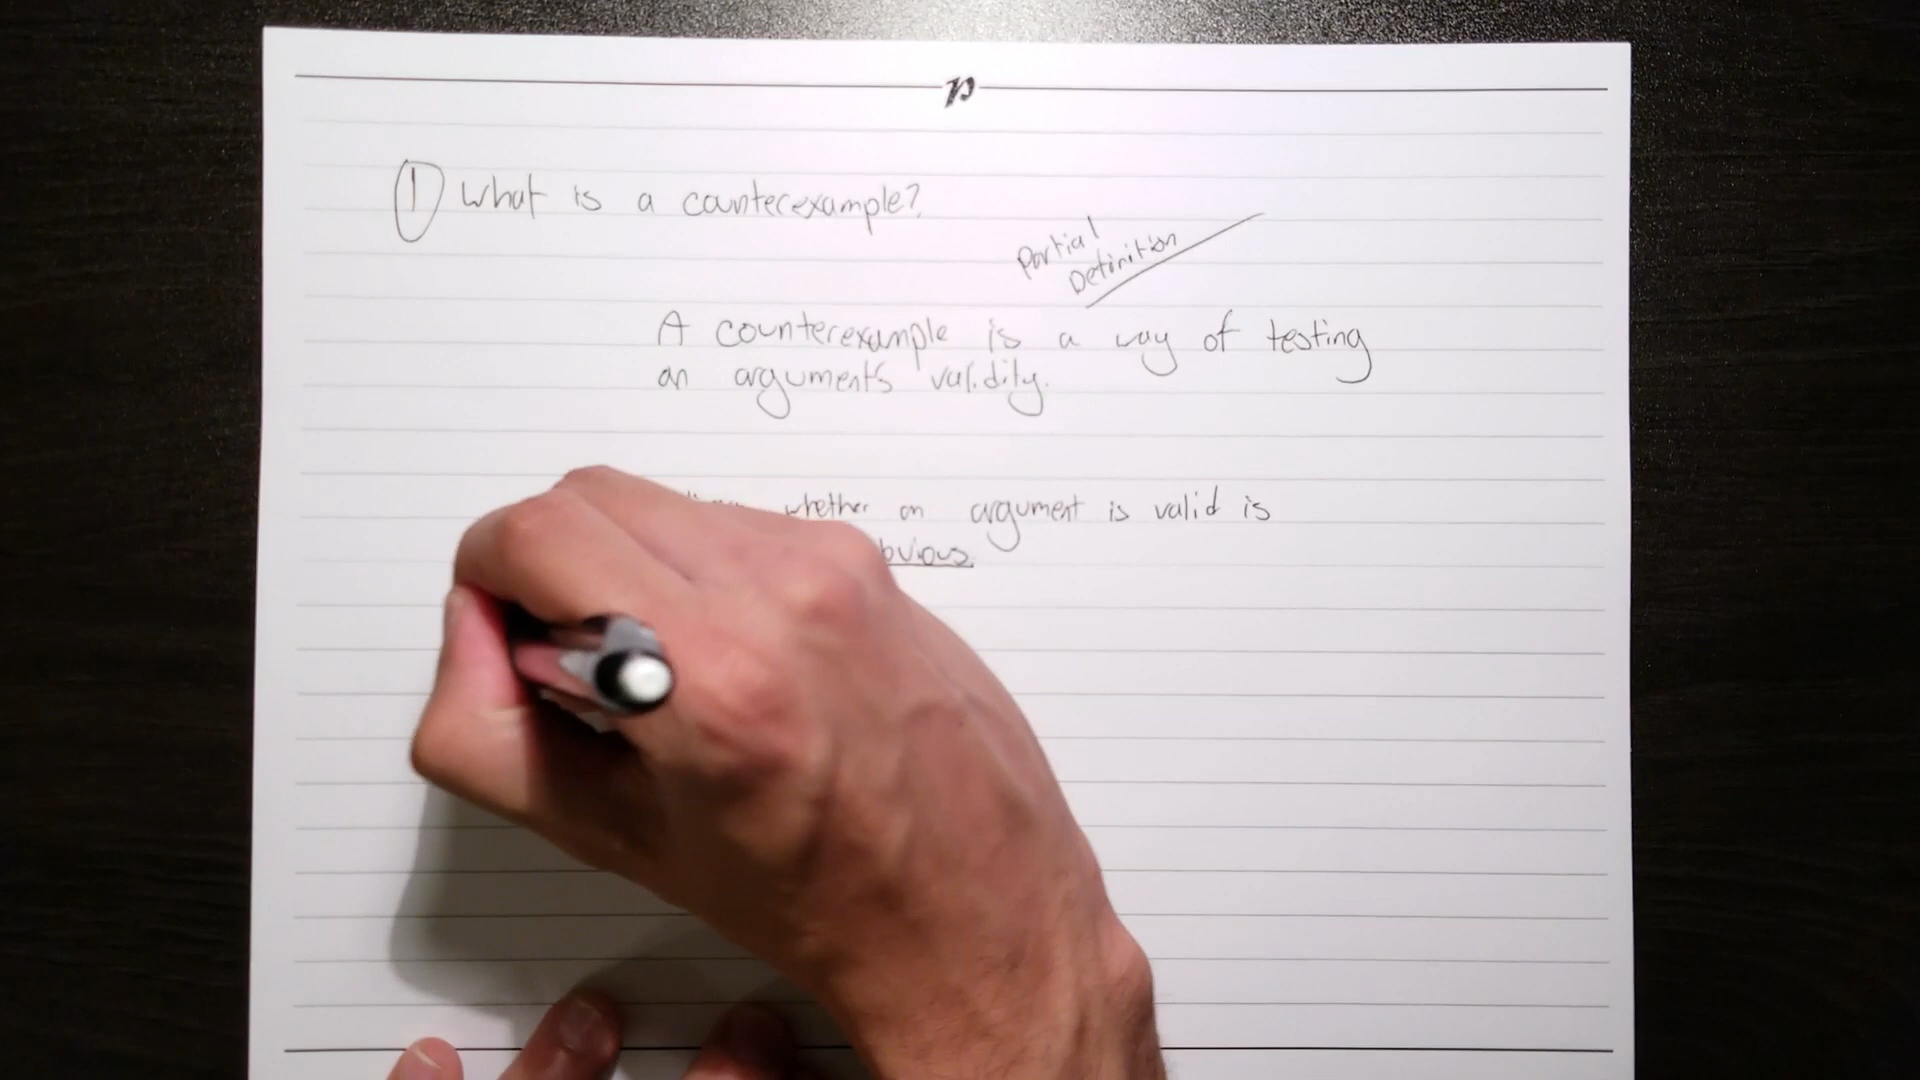 ① What is a counterexample?
Partial
Definition
A counterexample is a way of testing
an argument's validity.
whether an argument is valid is